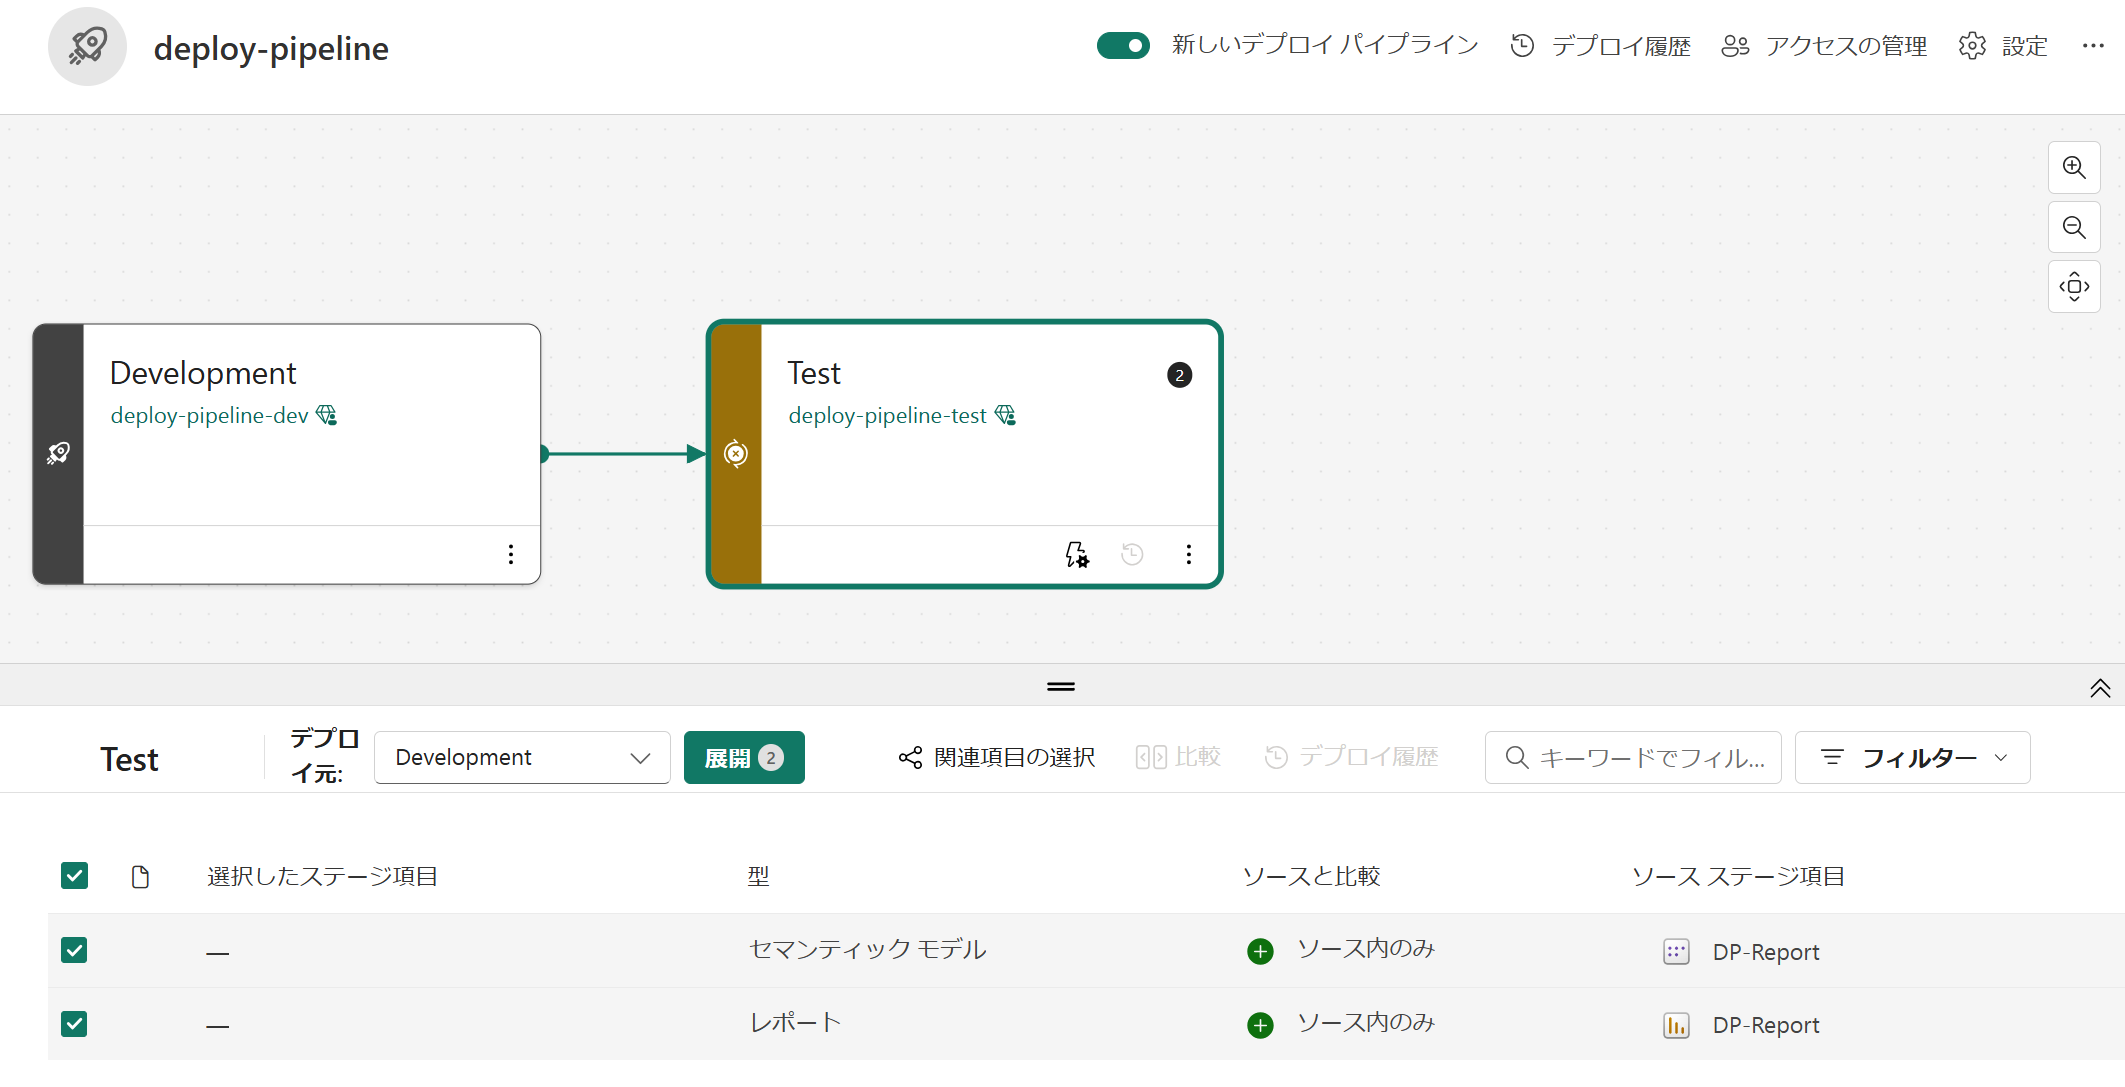 deploy-pipeline
新しいデプロイ パイプライン
デプロイ履歴
アクセスの管理
設定
Development
deploy-pipeline-dev
Test
2
deploy-pipeline-test
Test
デプロ
イ元:
Development
展開 2
関連項目の選択
比較
デプロイ履歴
キーワードでフィル...
フィルター
選択したステージ項目
型
ソースと比較
ソース ステージ項目
—
セマンティック モデル
ソース内のみ
DP-Report
—
レポート
ソース内のみ
DP-Report